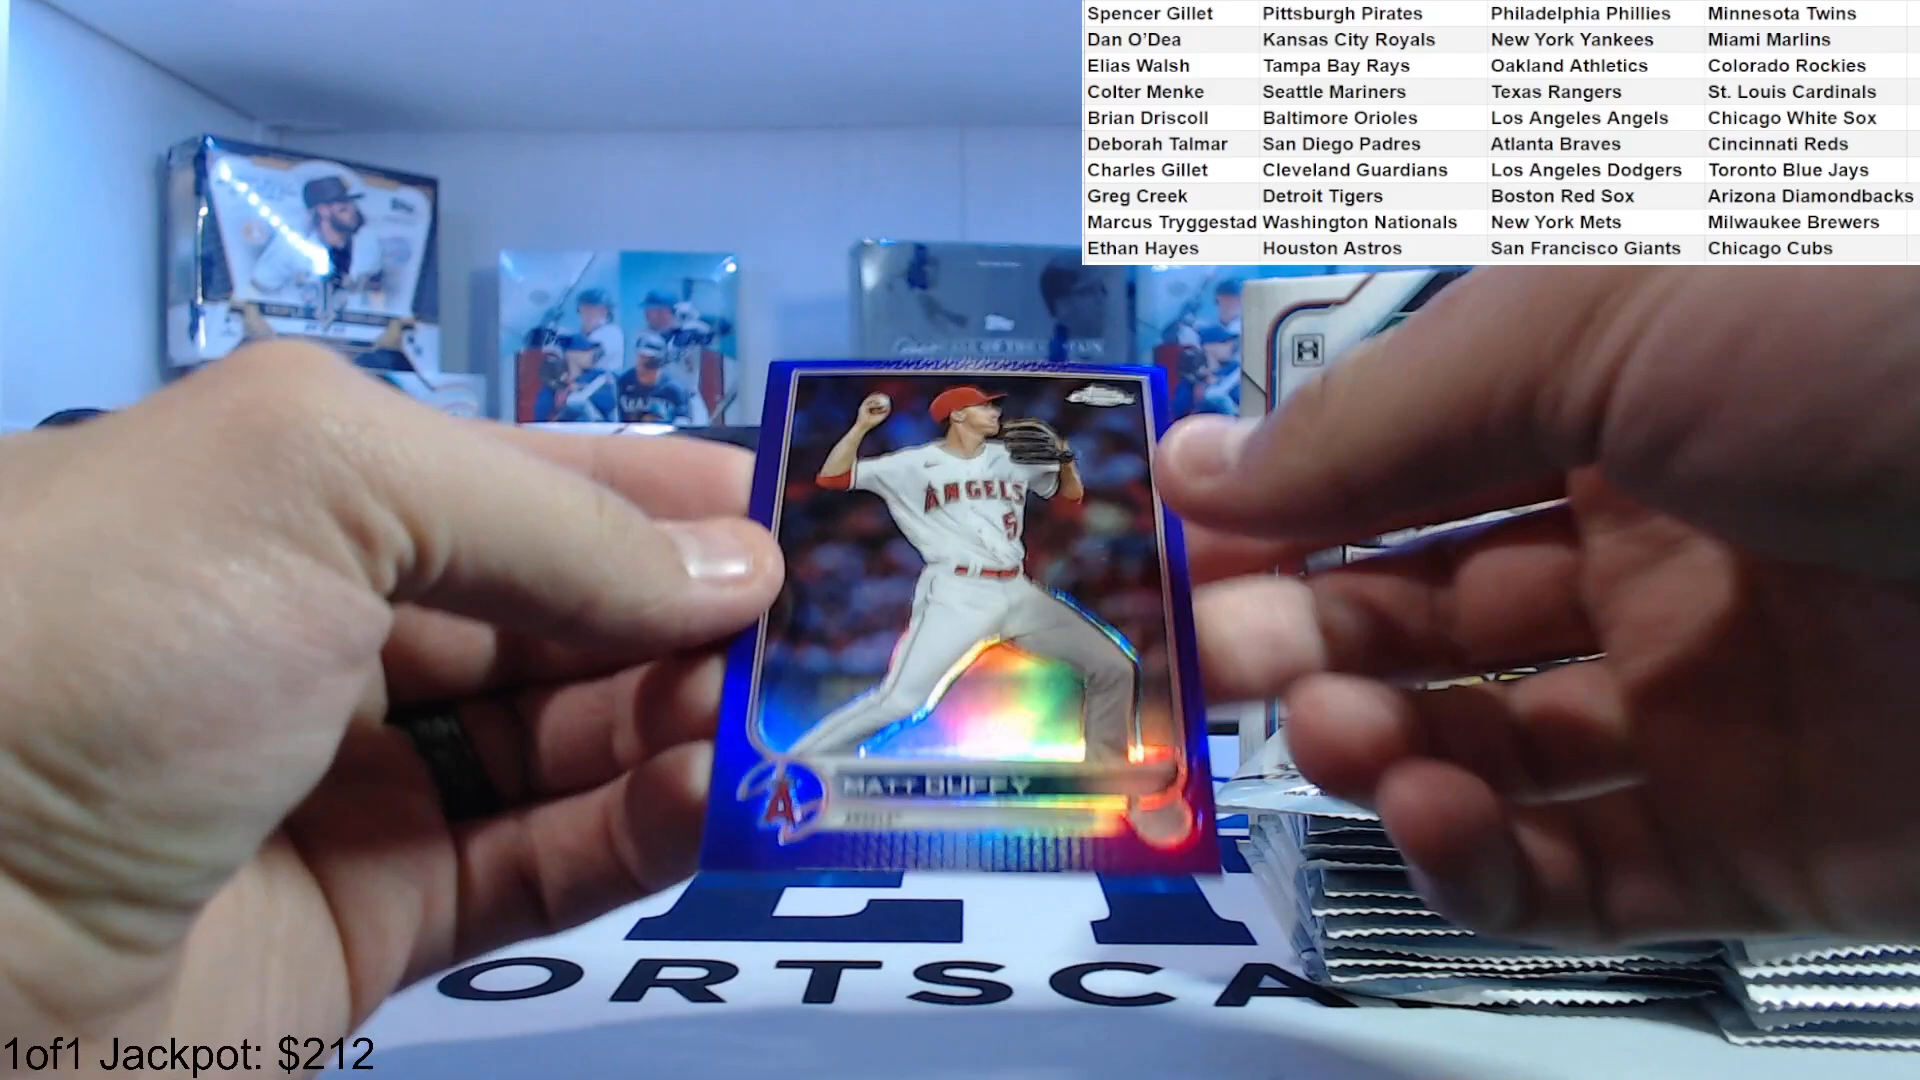 Spencer Gillet Pittsburgh Pirates Philadelphia Phillies Minnesota Twins
Dan O'Dea Kansas City Royals New York Yankees Miami Marlins
Elias Walsh Tampa Bay Rays Oakland Athletics Colorado Rockies
Colter Menke Seattle Mariners Texas Rangers St. Louis Cardinals
Brian Driscoll Baltimore Orioles Los Angeles Angels Chicago White Sox
Deborah Talmar San Diego Padres Atlanta Braves Cincinnati Reds
Charles Gillet Cleveland Guardians Los Angeles Dodgers Toronto Blue Jays
Greg Creek Detroit Tigers Boston Red Sox Arizona Diamondbacks
Marcus Tryggestad Washington Nationals New York Mets Milwaukee Brewers
Ethan Hayes Houston Astros San Francisco Giants Chicago Cubs
ANGELS
5
MATT DUFFY
ANGELS
A
ORTSCA
1of1 Jackpot: $212